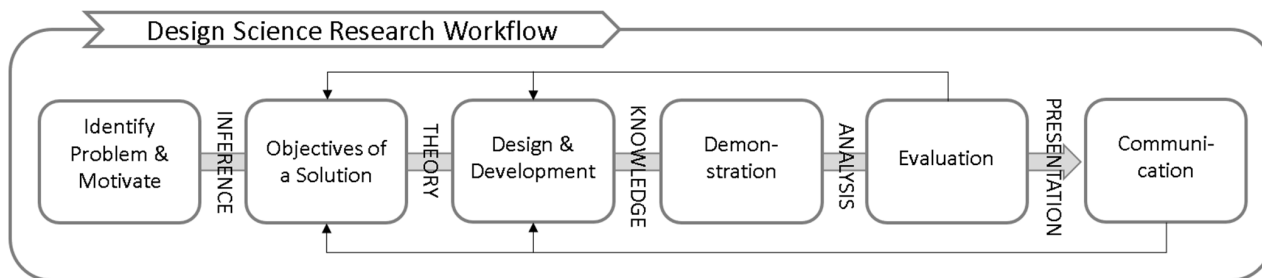 Design Science Research Workflow
Identify
Problem &
Motivate
INFERENCE
Objectives of
a Solution
THEORY
Design &
Development
KNOWLEDGE
Demon-
stration
ANALYSIS
Evaluation
PRESENTATION
Communi-
cation